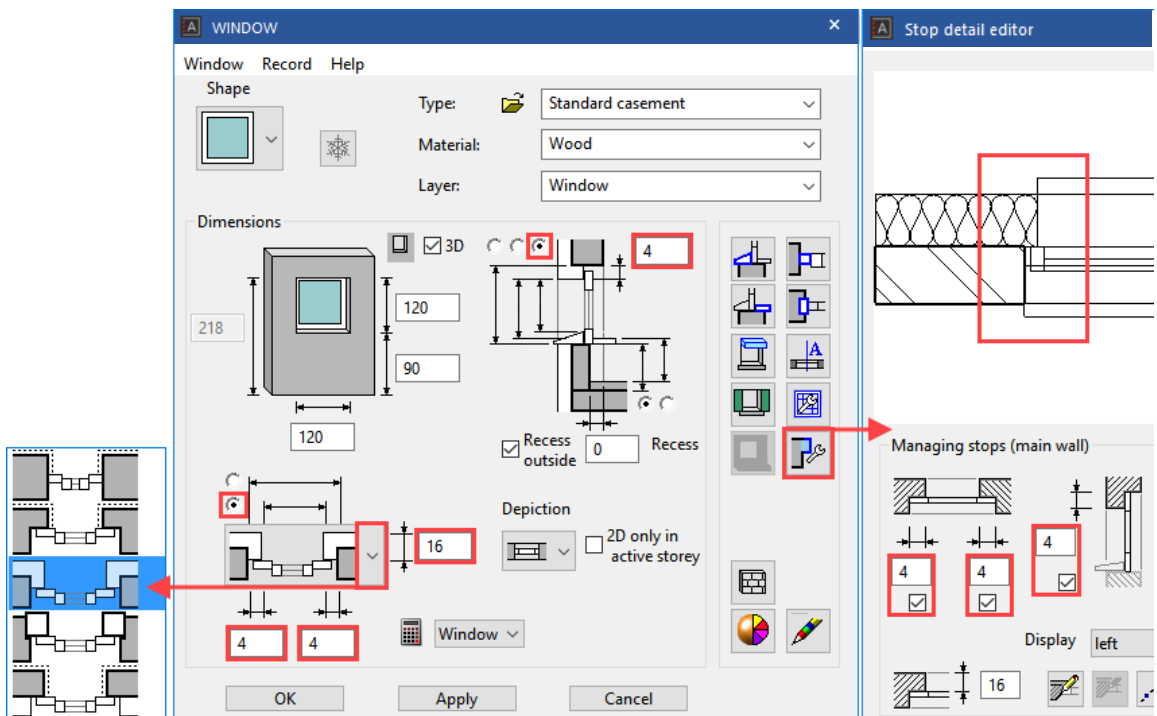 WINDOW
Window Record Help
Shape
Type:
Standard casement
Material:
Wood
Layer:
Window
Dimensions
3D
4
120
218
90
120
Recess
outside
0
Recess
16
Depiction
2D only in
active storey
4
4
Window
A
OK
Apply
Cancel
Stop detail editor
Managing stops (main wall)
4
4
4
Display
left
16